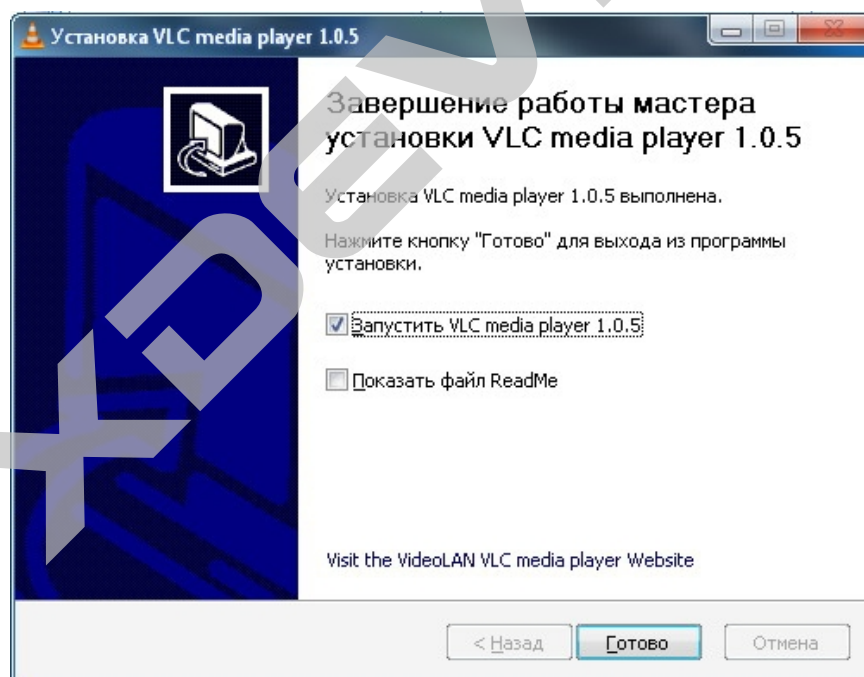 Установка VLC media player 1.0.5
Завершение работы мастера
установки VLC media player 1.0.5
Установка VLC media player 1.0.5 выполнена.
Нажмите кнопку "Готово" для выхода из программы
установки.
Запустить VLC media player 1.0.5
Показать файл ReadMe
Visit the VideoLAN VLC media player Website
< Назад
Готово
Отмена